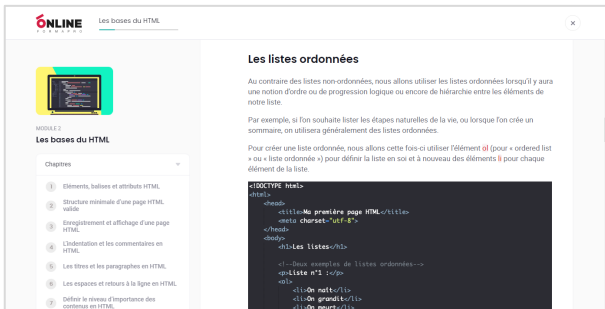 ONLINE
FORMAPRO
Les bases du HTML
MODULE 2
Les bases du HTML
Chapitres
1 Eléments, balises et attributs HTML
2 Structure minimale d'une page HTML
valide
3 Enregistrement et affichage d'une page
HTML
4 L'indentation et les commentaires en
HTML
5 Les titres et les paragraphes en HTML
6 Les espaces et retours à la ligne en HTML
7 Définir le niveau d'importance des
contenus en HTML
Les listes ordonnées
Au contraire des listes non-ordonnées, nous allons utiliser les listes ordonnées lorsqu'il y aura
une notion d'ordre ou de progression logique ou encore de hiérarchie entre les éléments de
notre liste.
Par exemple, si l'on souhaite lister les étapes naturelles de la vie, ou lorsque l'on crée un
sommaire, on utilisera généralement des listes ordonnées.
Pour créer une liste ordonnée, nous allons cette fois-ci utiliser l'élément ol (pour « ordered list
» ou « liste ordonnée ») pour définir la liste en soi et à nouveau des éléments li pour chaque
élément de la liste.
<!DOCTYPE html>
<html>
<head>
<title>Ma première page HTML</title>
<meta charset="utf-8">
</head>
<body>
<h1>Les listes</h1>
<!--Deux exemples de listes ordonnées-->
<p>Liste n°1 :</p>
<ol>
<li>On nait</li>
<li>On grandit</li>
<li>On meurt</li>